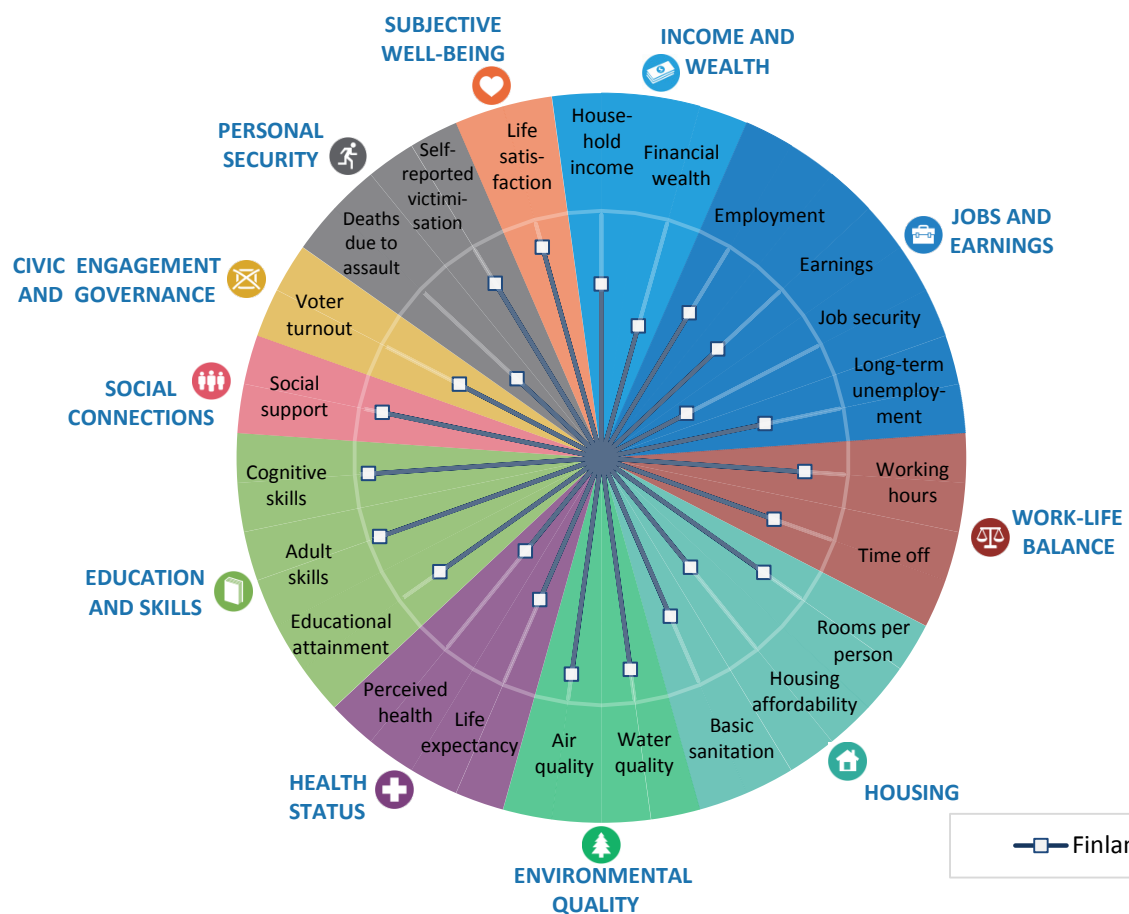 SUBJECTIVE
WELL-BEING
INCOME AND
WEALTH
PERSONAL
SECURITY
JOBS AND
EARNINGS
CIVIC ENGAGEMENT
AND GOVERNANCE
SOCIAL
CONNECTIONS
WORK-LIFE
BALANCE
EDUCATION
AND SKILLS
HOUSING
HEALTH
STATUS
ENVIRONMENTAL
QUALITY
House-
hold
income
Financial
wealth
Employment
Earnings
Job security
Long-term
unemploy-
ment
Working
hours
Time off
Rooms per
person
Housing
affordability
Basic
sanitation
Water
quality
Air
quality
Life
expectancy
Perceived
health
Educational
attainment
Adult
skills
Cognitive
skills
Social
support
Voter
turnout
Deaths
due to
assault
Self-
reported
victimi-
sation
Life
satis-
faction
Finlan